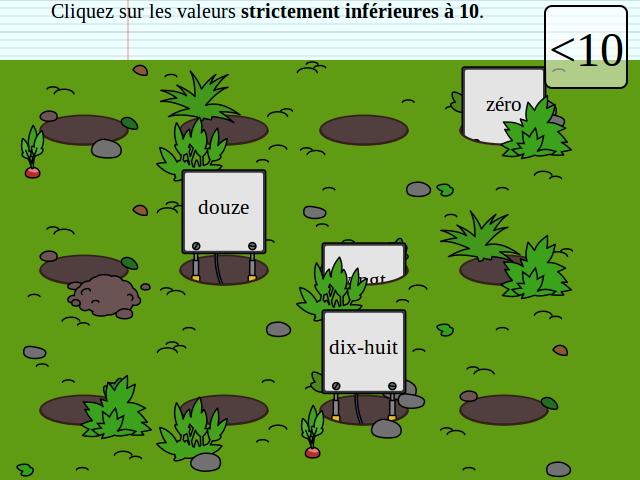 Cliquez sur les valeurs strictement inférieures à 10.
<10
zéro
douze
dix-huit